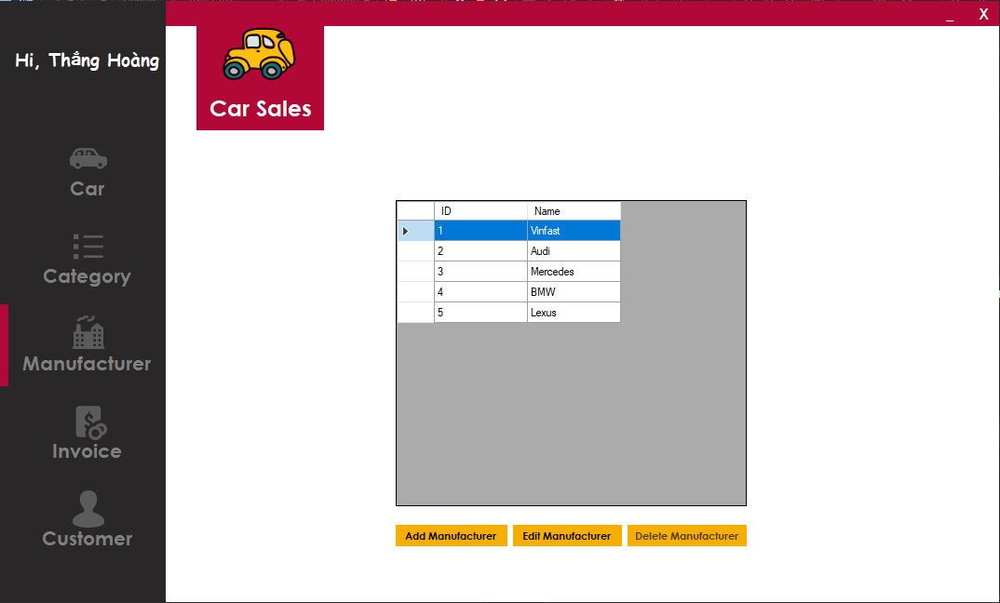 _ X
Hi, Thắng Hoàng
Car Sales
Car
Category
Manufacturer
Invoice
Customer
ID Name
1 Vinfast
2 Audi
3 Mercedes
4 BMW
5 Lexus
Add Manufacturer Edit Manufacturer Delete Manufacturer